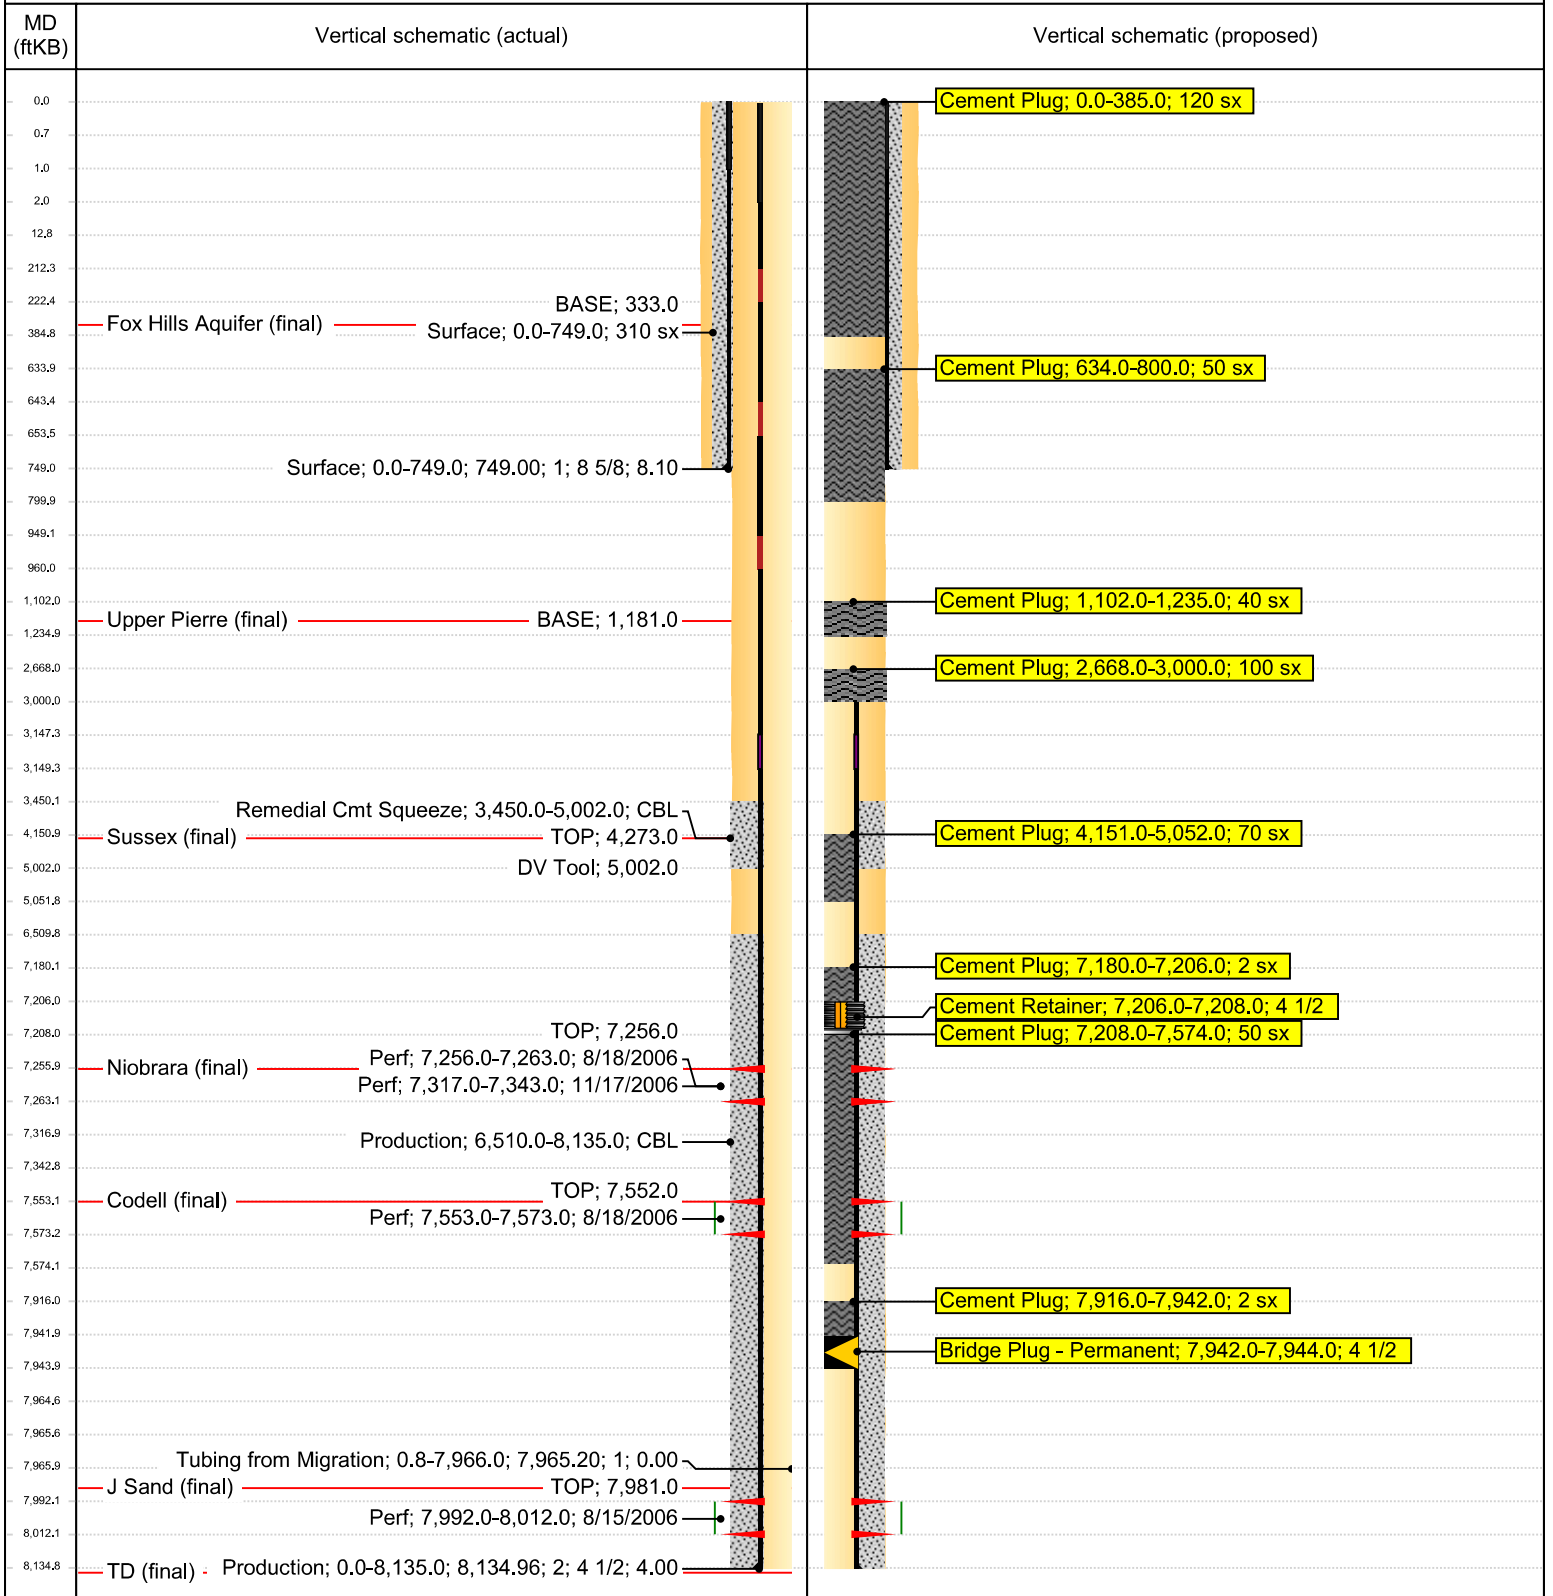 MD
(ftKB)
Vertical schematic (actual)
Vertical schematic (proposed)
0.0
Cement Plug; 0.0-385.0; 120 sx
0.7
1.0
2.0
12.8
212.3
222.4
BASE; 333.0
Fox Hills Aquifer (final)
Surface; 0.0-749.0; 310 sx
384.8
633.9
Cement Plug; 634.0-800.0; 50 sx
643.4
653.5
749.0
Surface; 0.0-749.0; 749.00; 1; 8 5/8; 8.10
799.9
949.1
960.0
1,102.0
Cement Plug; 1,102.0-1,235.0; 40 sx
Upper Pierre (final)
BASE; 1,181.0
1,234.9
2,668.0
Cement Plug; 2,668.0-3,000.0; 100 sx
3,000.0
3,147.3
3,149.3
3,450.1
Remedial Cmt Squeeze; 3,450.0-5,002.0; CBL
4,150.9
Sussex (final)
TOP; 4,273.0
Cement Plug; 4,151.0-5,052.0; 70 sx
5,002.0
DV Tool; 5,002.0
5,051.8
6,509.8
7,180.1
Cement Plug; 7,180.0-7,206.0; 2 sx
7,206.0
Cement Retainer; 7,206.0-7,208.0; 4 1/2
7,208.0
TOP; 7,256.0
Cement Plug; 7,208.0-7,574.0; 50 sx
7,255.9
Niobrara (final)
Perf; 7,256.0-7,263.0; 8/18/2006
Perf; 7,317.0-7,343.0; 11/17/2006
7,263.1
7,316.9
Production; 6,510.0-8,135.0; CBL
7,342.8
7,553.1
Codell (final)
TOP; 7,552.0
Perf; 7,553.0-7,573.0; 8/18/2006
7,573.2
7,574.1
7,916.0
Cement Plug; 7,916.0-7,942.0; 2 sx
7,941.9
Bridge Plug - Permanent; 7,942.0-7,944.0; 4 1/2
7,943.9
7,964.6
7,965.6
7,965.9
Tubing from Migration; 0.8-7,966.0; 7,965.20; 1; 0.00
J Sand (final)
TOP; 7,981.0
7,992.1
Perf; 7,992.0-8,012.0; 8/15/2006
8,012.1
8,134.8
TD (final)
Production; 0.0-8,135.0; 8,134.96; 2; 4 1/2; 4.00